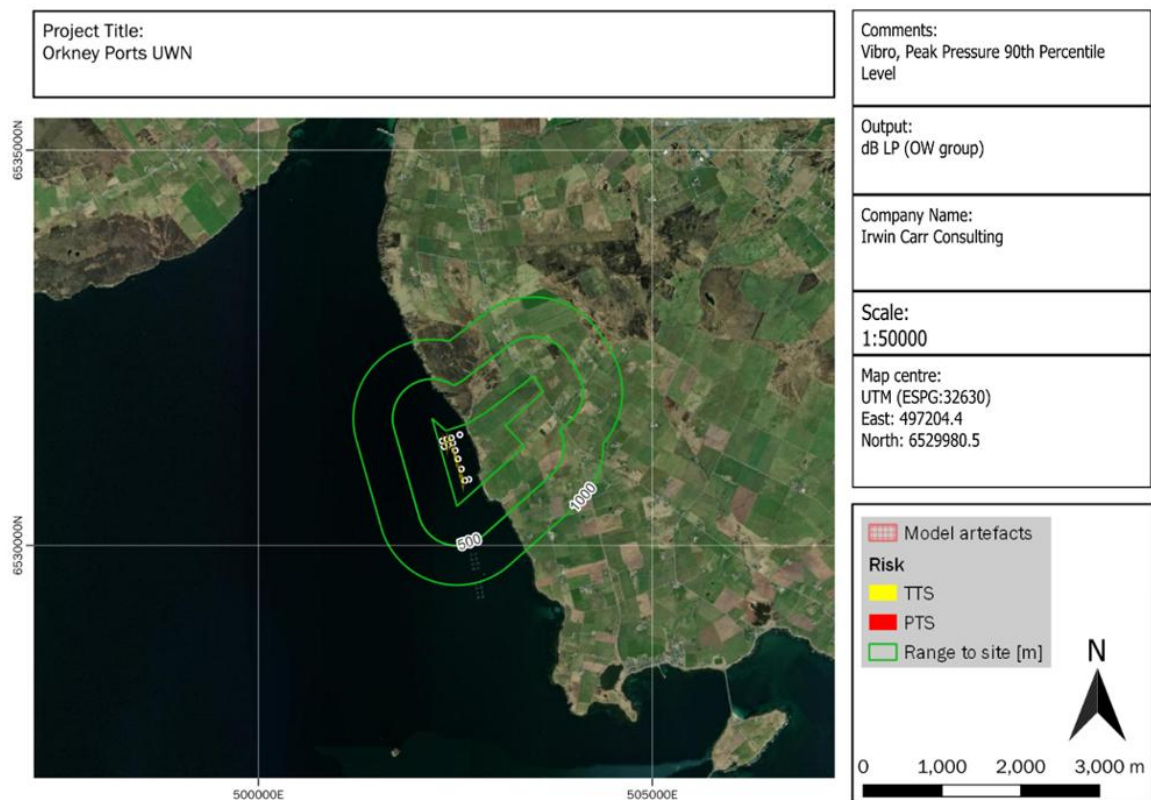 Project Title:
Orkney Ports UWN
Comments:
Vibro, Peak Pressure 90th Percentile
Level
Output:
dB LP (OW group)
Company Name:
Irwin Carr Consulting
Scale:
1:50000
Map centre:
UTM (ESPG:32630)
East: 497204.4
North: 6529980.5
6535000N
6530000N
1000
500
500000E
505000E
Model artefacts
Risk
TTS
PTS
Range to site [m]
N
0 1,000 2,000 3,000 m